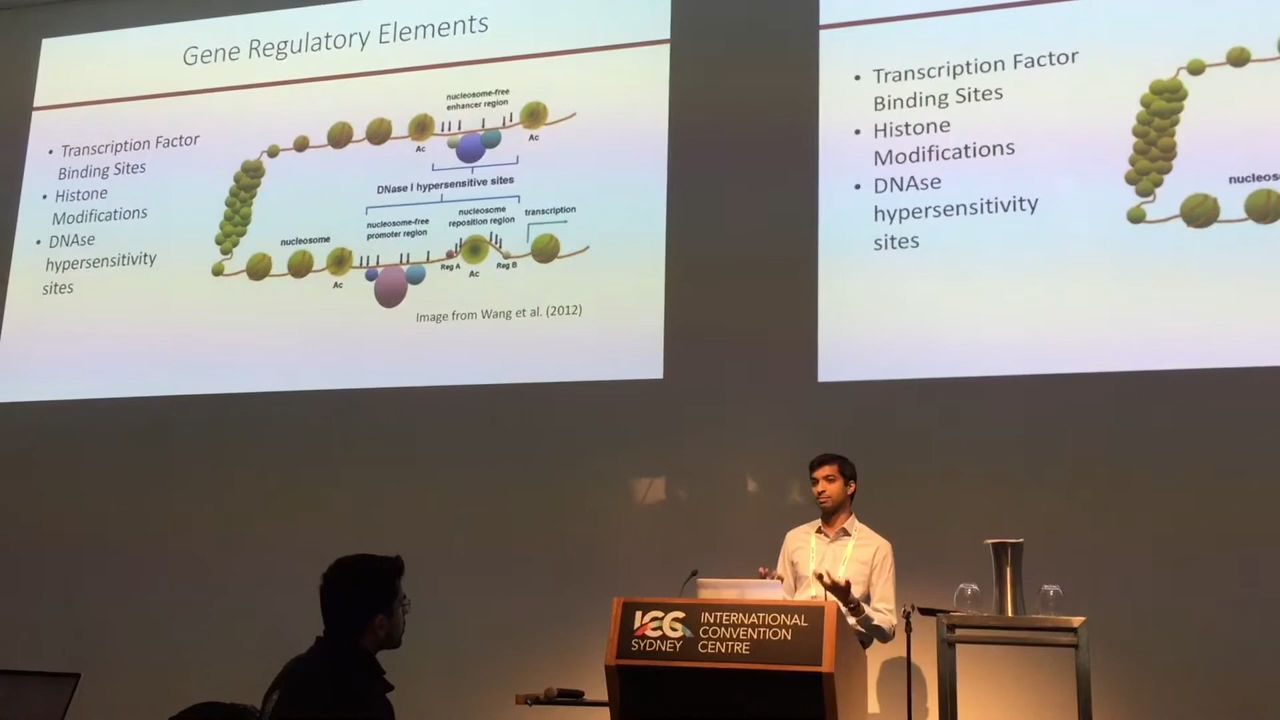 Gene Regulatory Elements
• Transcription Factor
Binding Sites
• Histone
Modifications
• DNAse
hypersensitivity
sites
nucleosome-free
enhancer region
Ac
Ac
DNase I hypersensitive sites
nucleosome-free
promoter region
nucleosome
reposition region
transcription
nucleosome
Ac
Reg A
Ac
Reg B
Image from Wang et al. (2012)
• Transcription Factor
Binding Sites
• Histone
Modifications
• DNAse
hypersensitivity
sites
nucleos
ICC
SYDNEY
INTERNATIONAL
CONVENTION
CENTRE